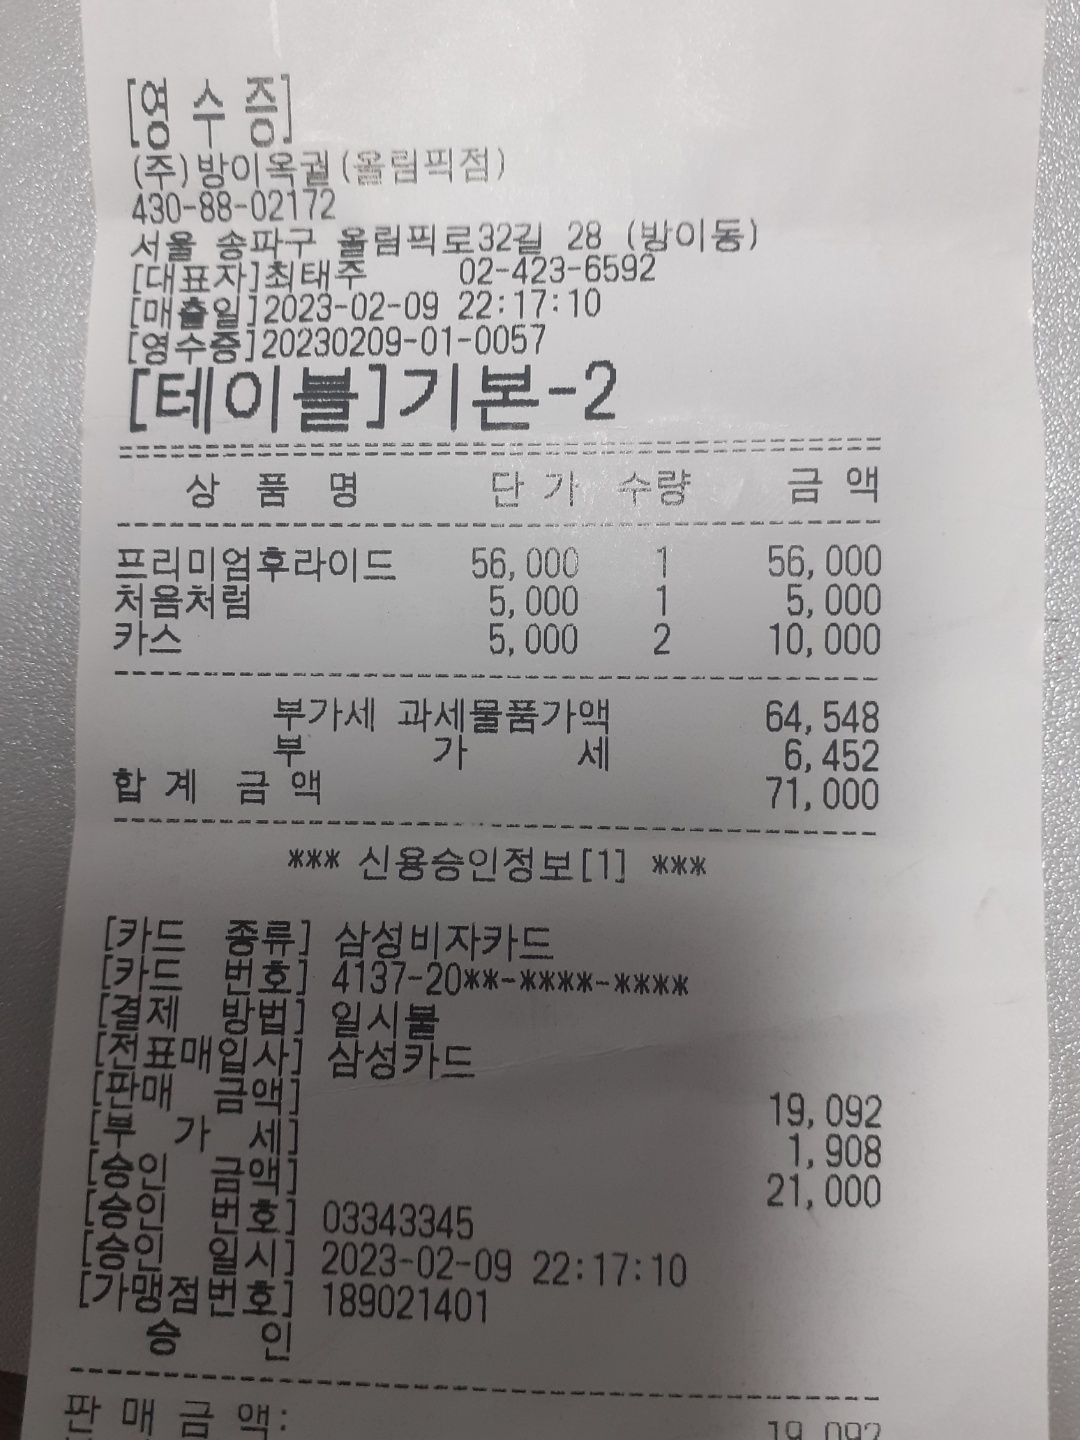 [영 수 증]
(주)방이옥궐(올림픽점)
430-88-02172
서울 송파구 올림픽로32길 28 (방이동)
[대표자]최태주 02-423-6592
[매출일]2023-02-09 22:17:10
[영수증]20230209-01-0057
[테이블]기본-2
상 품 명 단 가 수량 금 액
프리미엄후라이드 56,000 1 56,000
처음처럼 5,000 1 5,000
카스 5,000 2 10,000
부가세 과세물품가액 64,548
부 가 세 6,452
합 계 금 액 71,000
*** 신용승인정보[1] ***
[카드 종류] 삼성비자카드
[카드 번호] 4137-20**-****-****
[결제 방법] 일시불
[전표매입사] 삼성카드
[판매 금액] 19,092
[부 가 세] 1,908
[승인 금액] 21,000
[승인 번호] 03343345
[승인 일시] 2023-02-09 22:17:10
[가맹점번호] 189021401
승 인
판 매 금 액: 19,092